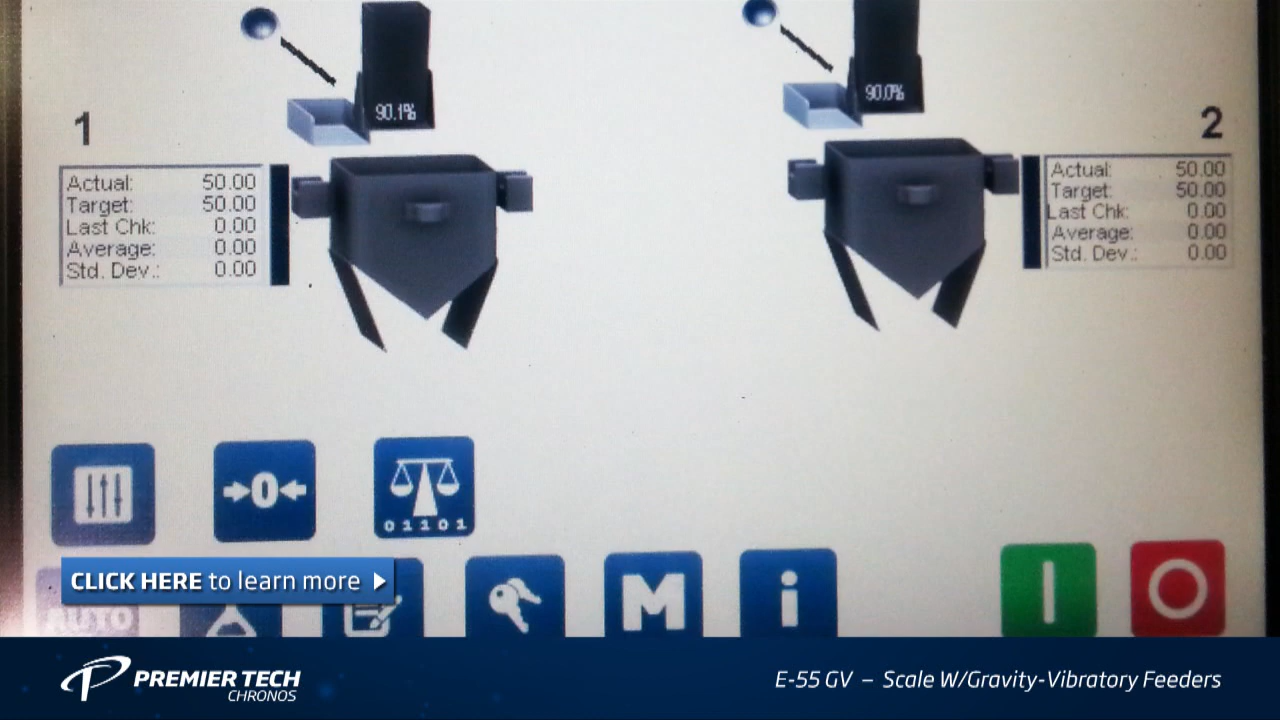 90.1%
90.0%
1
2
Actual: 50.00
Target: 50.00
Last Chk: 0.00
Average: 0.00
Std. Dev.: 0.00
Actual: 50.00
Target: 50.00
Last Chk: 0.00
Average: 0.00
Std. Dev.: 0.00
→0←
01101
CLICK HERE to learn more
AUTO
M
i
PREMIER TECH
CHRONOS
E-55 GV – Scale W/Gravity-Vibratory Feeders